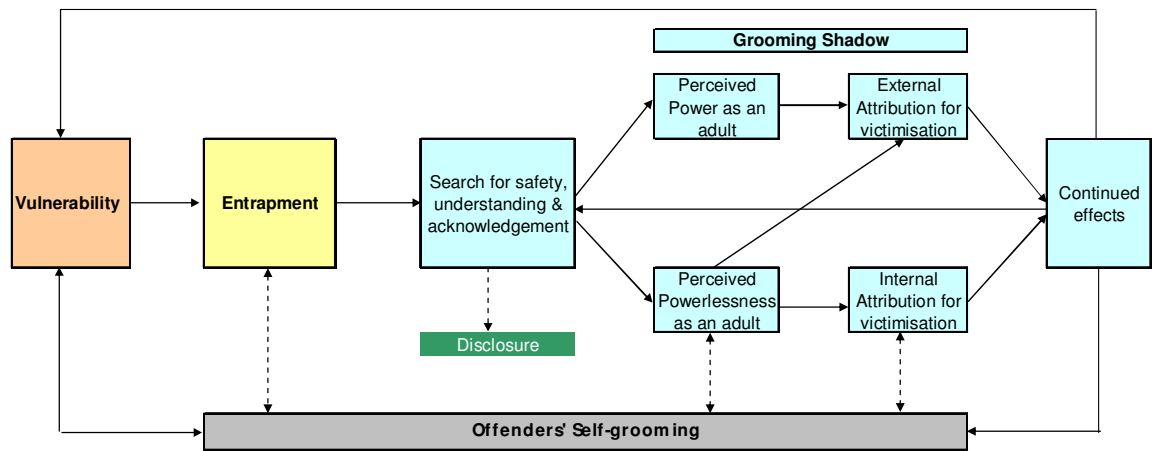 Grooming Shadow
Perceived
Power as an
adult
External
Attribution for
victimisation
Vulnerability
Entrapment
Search for safety,
understanding &
acknowledgement
Continued
effects
Perceived
Powerlessness
as an adult
Internal
Attribution for
victimisation
Disclosure
Offenders' Self-grooming